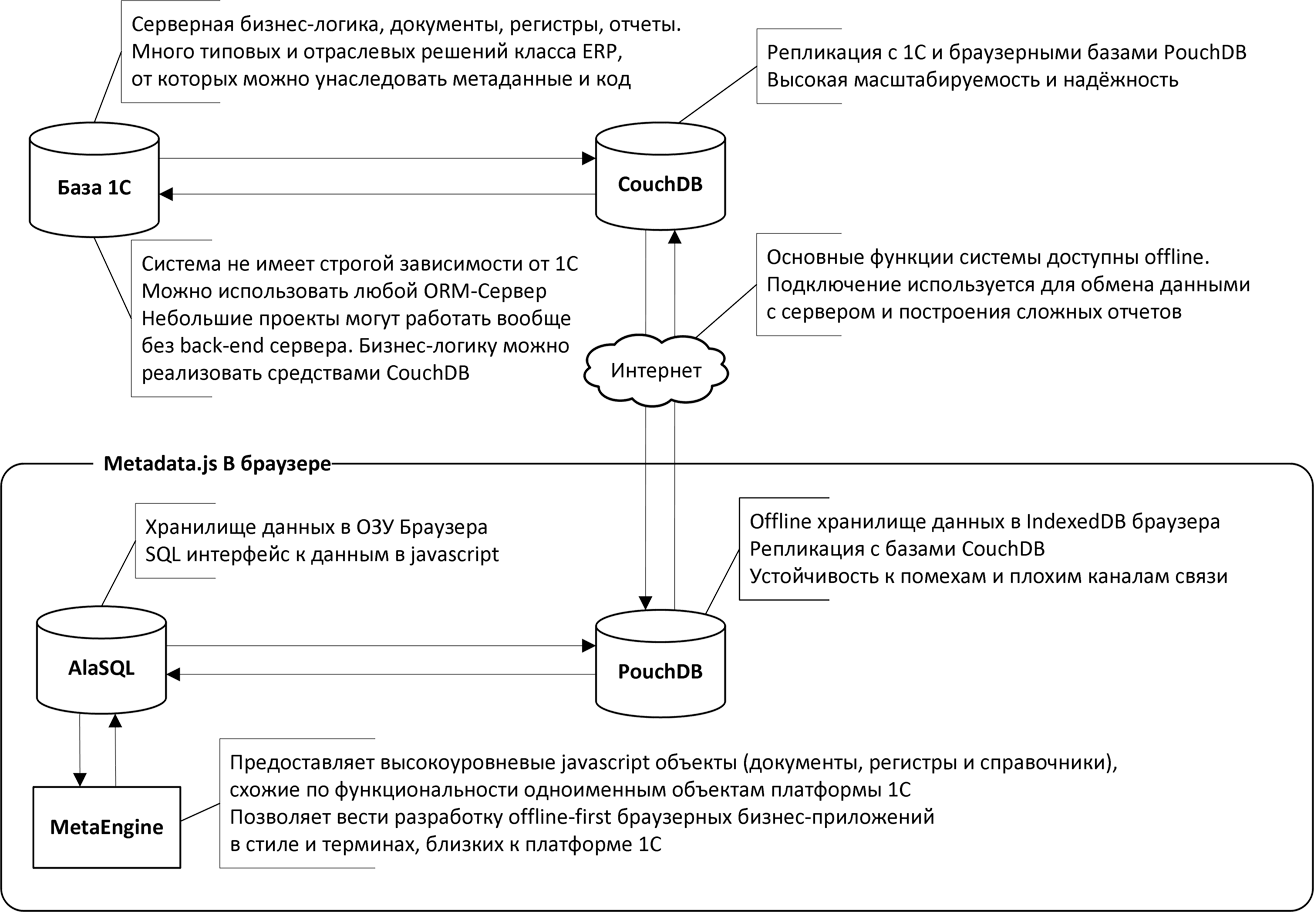 Серверная бизнес-логика, документы, регистры, отчеты.
Много типовых и отраслевых решений класса ERP,
от которых можно унаследовать метаданные и код
Репликация с 1С и браузерными базами PouchDB
Высокая масштабируемость и надёжность
База 1С
CouchDB
Система не имеет строгой зависимости от 1С
Можно использовать любой ORM-Сервер
Небольшие проекты могут работать вообще
без back-end сервера. Бизнес-логику можно
реализовать средствами CouchDB
Основные функции системы доступны offline.
Подключение используется для обмена данными
с сервером и построения сложных отчетов
Интернет
Metadata.js В браузере
Хранилище данных в ОЗУ Браузера
SQL интерфейс к данным в javascript
Offline хранилище данных в IndexedDB браузера
Репликация с базами CouchDB
Устойчивость к помехам и плохим каналам связи
AlaSQL
PouchDB
MetaEngine
Предоставляет высокоуровневые javascript объекты (документы, регистры и справочники),
схожие по функциональности одноименным объектам платформы 1С
Позволяет вести разработку offline-first браузерных бизнес-приложений
в стиле и терминах, близких к платформе 1С